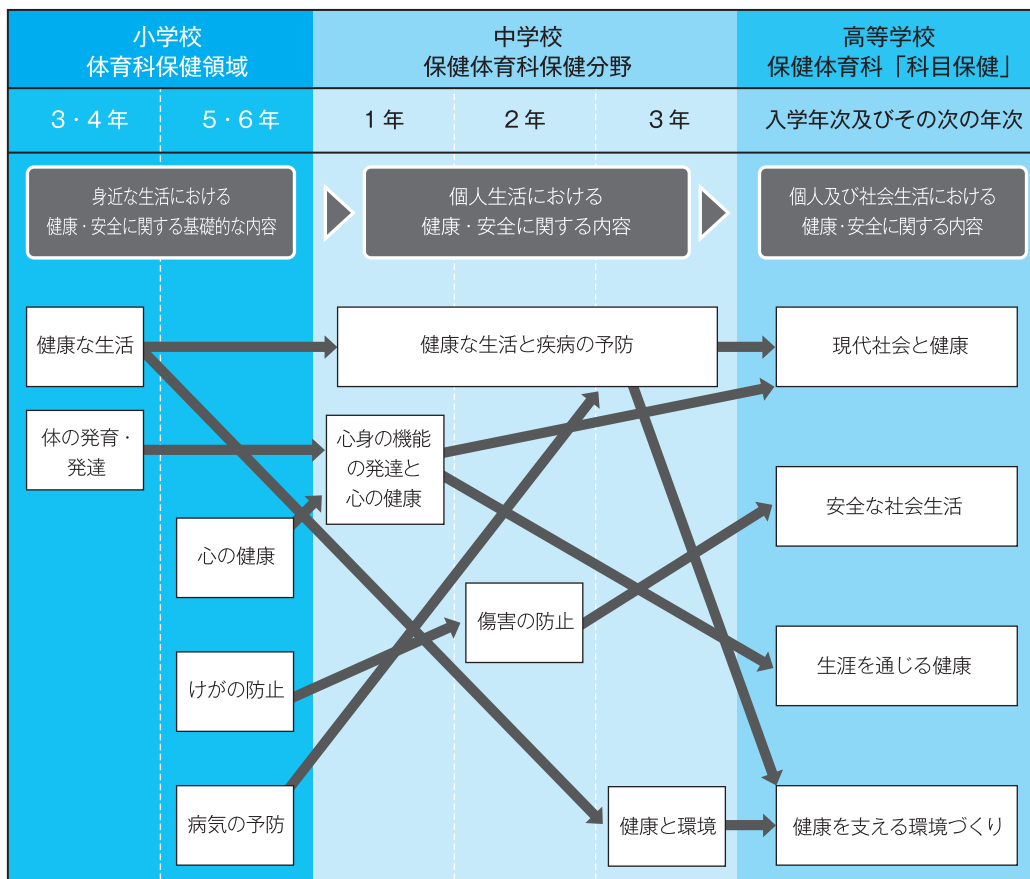 小学校
体育科保健領域
中学校
保健体育科保健分野
高等学校
保健体育科「科目保健」
3・4年
5・6年
1年
2年
3年
入学年次及びその次の年次
身近な生活における
健康・安全に関する基礎的な内容
個人生活における
健康・安全に関する内容
個人及び社会生活における
健康・安全に関する内容
健康な生活
健康な生活と疾病の予防
現代社会と健康
体の発育・
発達
心身の機能
の発達と
心の健康
安全な社会生活
心の健康
傷害の防止
生涯を通じる健康
けがの防止
病気の予防
健康と環境
健康を支える環境づくり